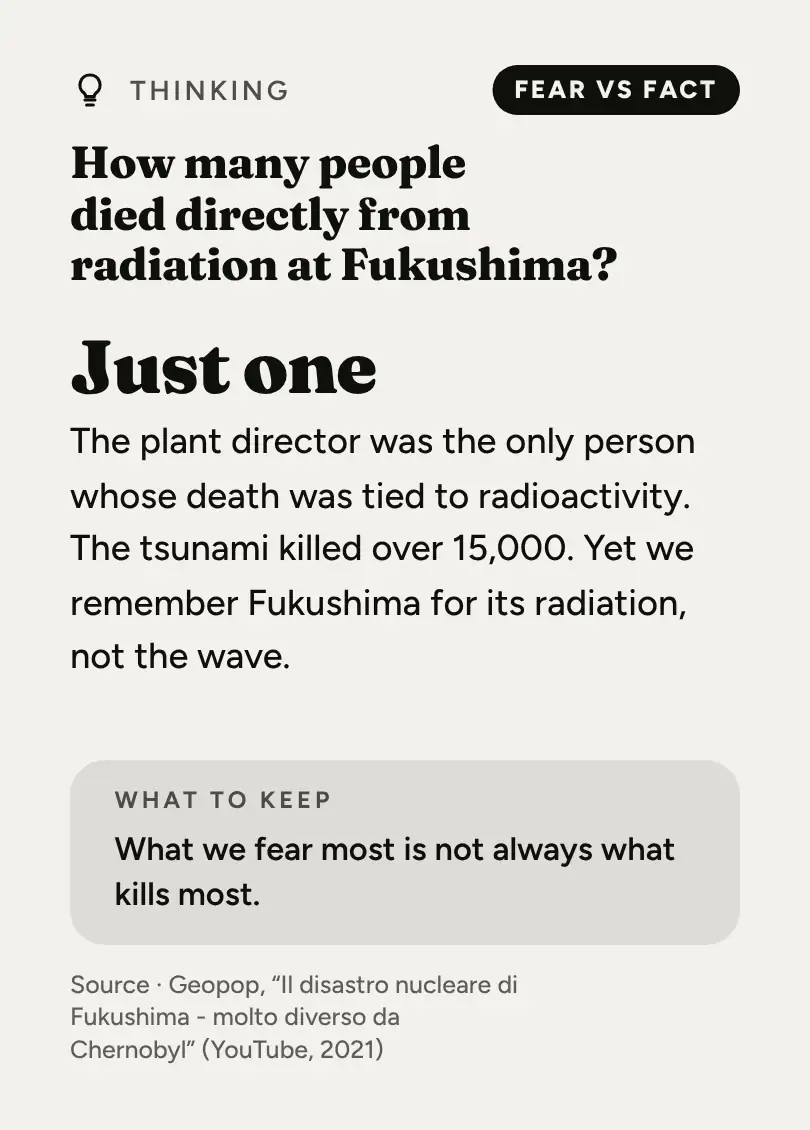 THINKING
FEAR VS FACT
How many people
died directly from
radiation at Fukushima?
Just one
The plant director was the only person
whose death was tied to radioactivity.
The tsunami killed over 15,000. Yet we
remember Fukushima for its radiation,
not the wave.
WHAT TO KEEP
What we fear most is not always what
kills most.
Source · Geopop, “Il disastro nucleare di
Fukushima - molto diverso da
Chernobyl” (YouTube, 2021)